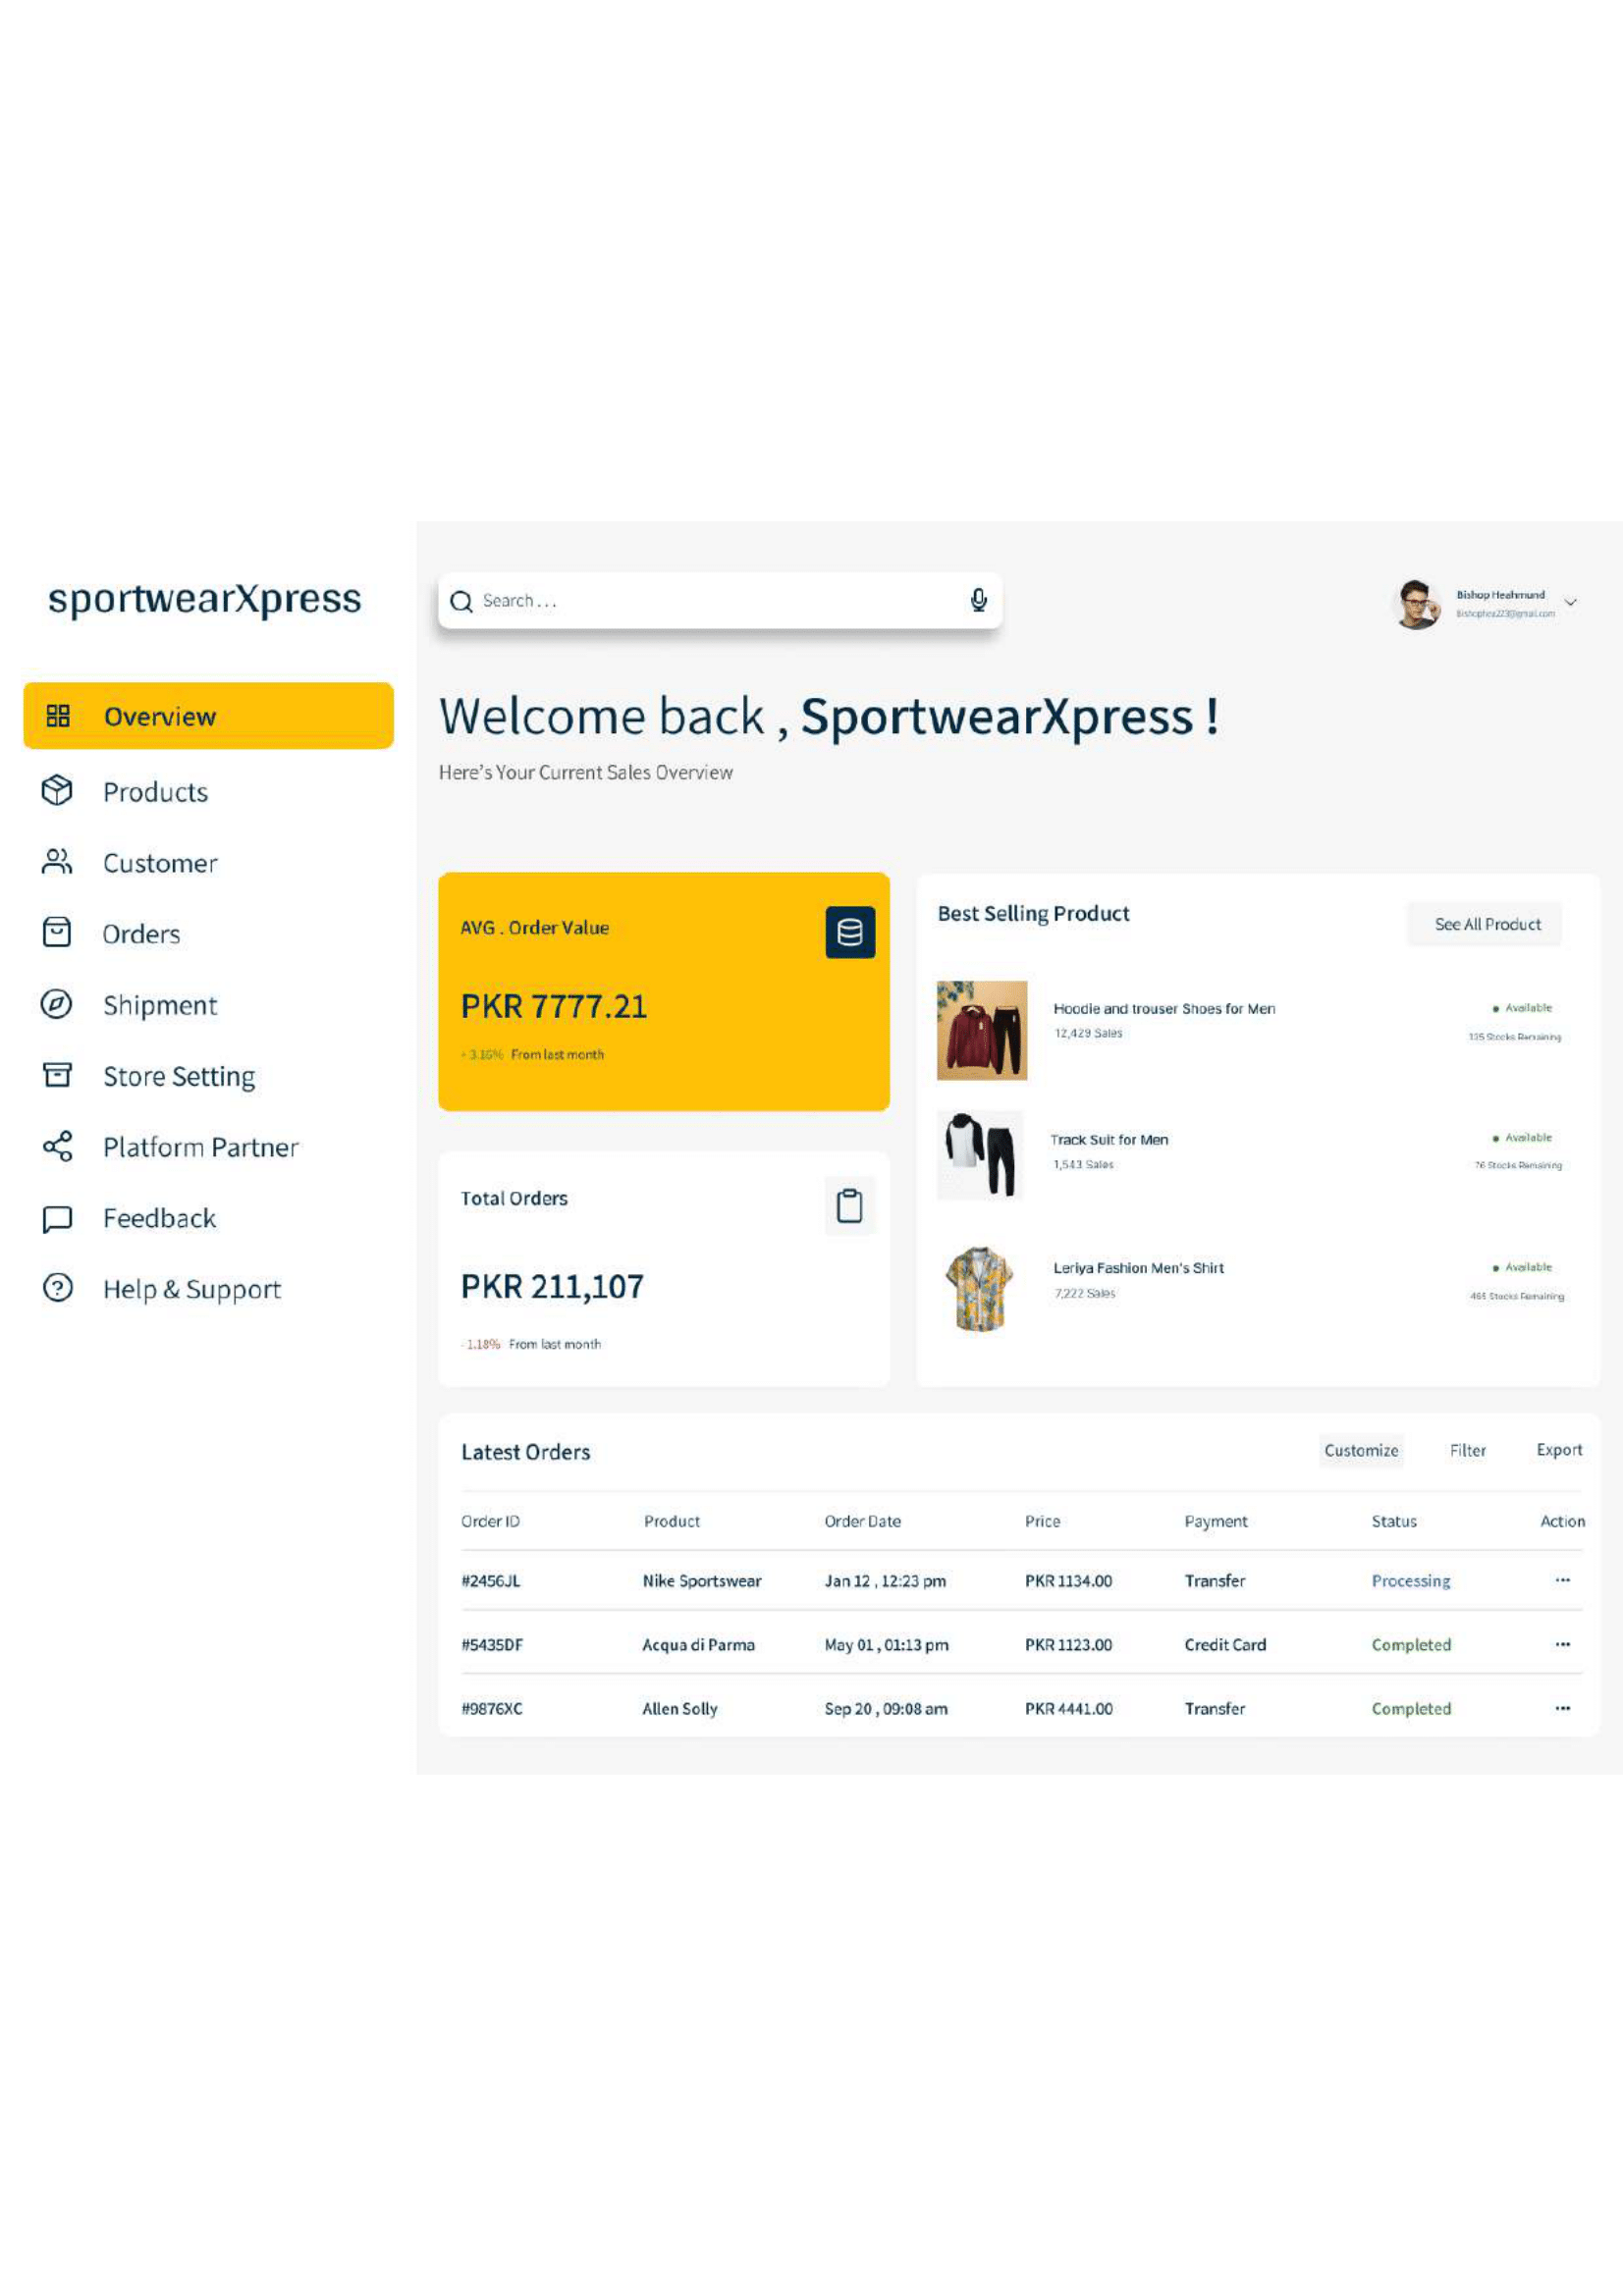 sportwearXpress
Search ...
Bishop Heahmund
Overview
Products
Customer
Orders
Shipment
Store Setting
Platform Partner
Feedback
Help & Support
Welcome back , SportwearXpress !
Here's Your Current Sales Overview
AVG . Order Value
PKR 7777.21
+ 3.16% From last month
Total Orders
PKR 211,107
- 1.18% From last month
Best Selling Product
See All Product
Hoodie and trouser Shoes for Men
Available
12,429 Sales
Stocks Remaining
Track Suit for Men
Available
1,543 Sales
76 Stocks Remaining
Leriya Fashion Men's Shirt
Available
7,222 Sales
Stocks Remaining
Latest Orders
Customize Filter Export
Order ID Product Order Date Price Payment Status Action
#2456JL Nike Sportswear Jan 12 , 12:23 pm PKR 1134.00 Transfer Processing ...
#5435DF Acqua di Parma May 01 , 01:13 pm PKR 1123.00 Credit Card Completed ...
#9876XC Allen Solly Sep 20 , 09:08 am PKR 4441.00 Transfer Completed ...